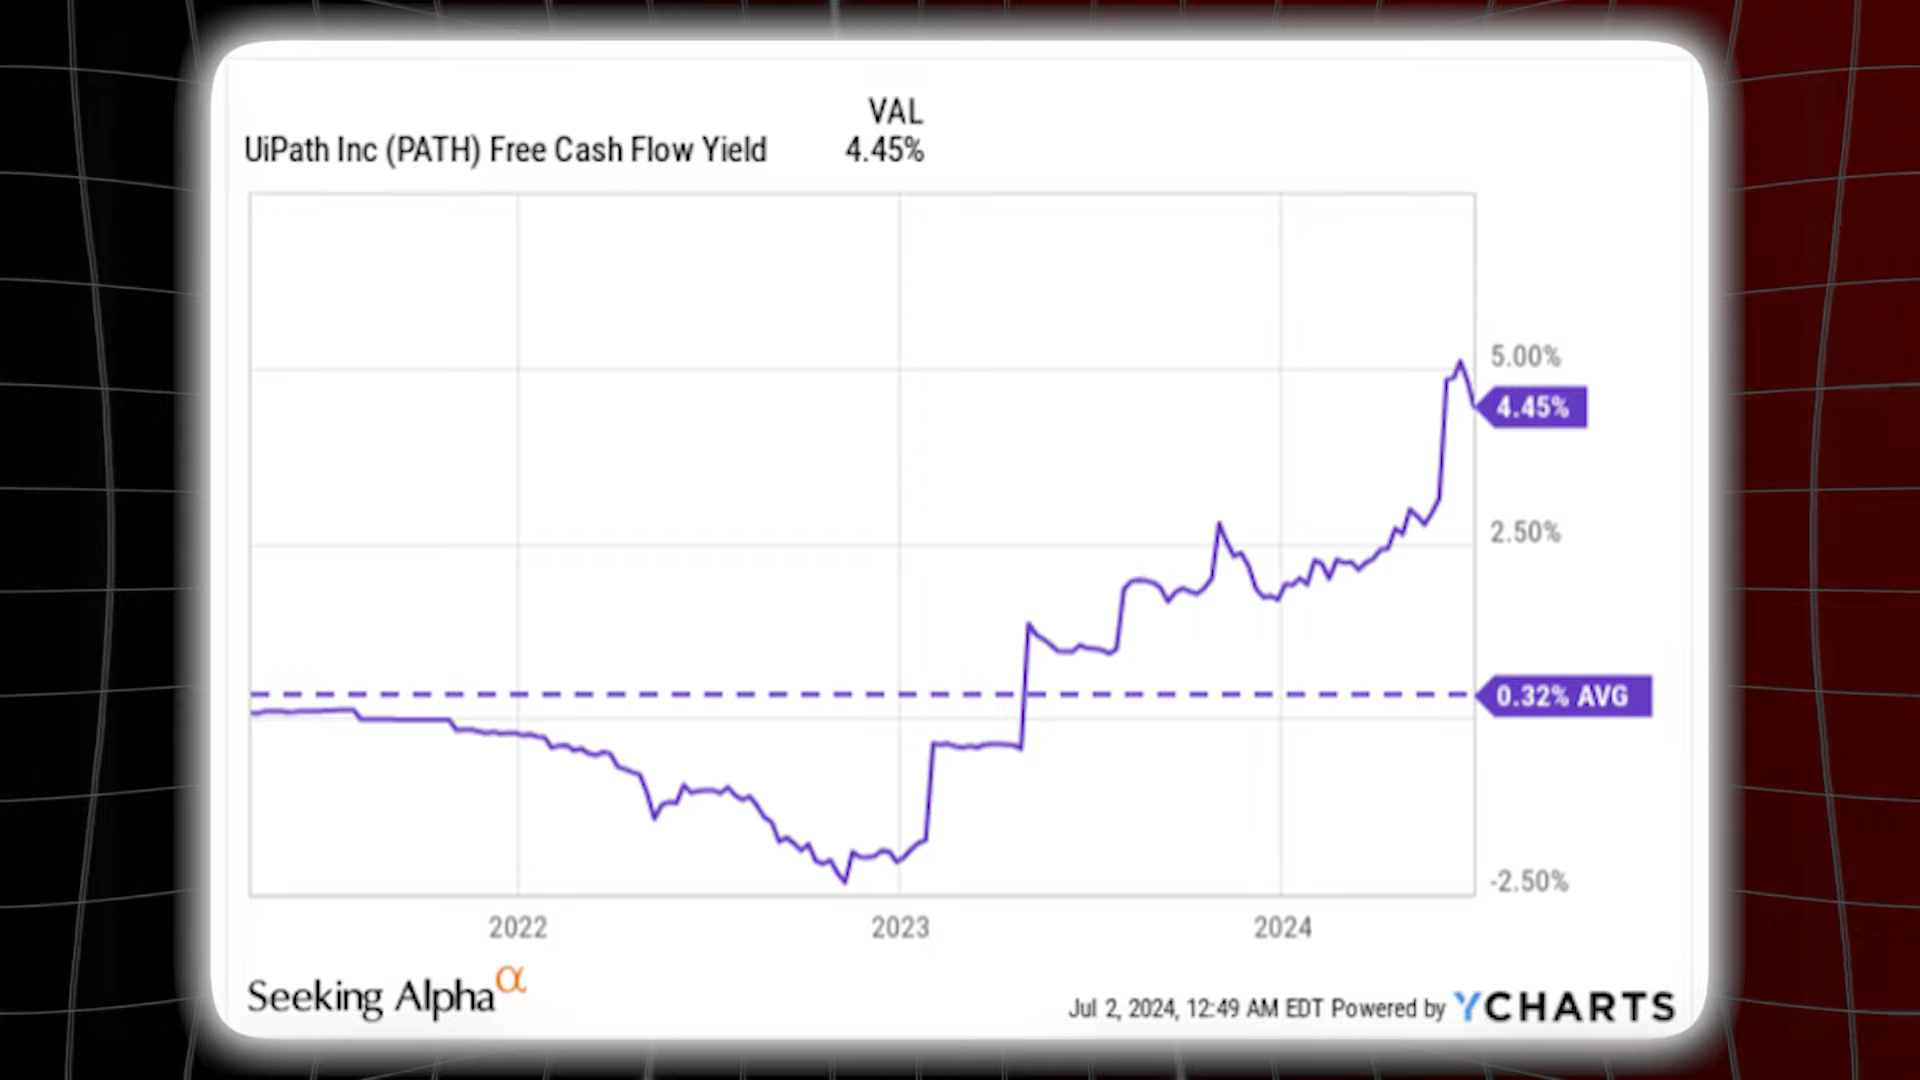 VAL
UiPath Inc (PATH) Free Cash Flow Yield 4.45%
5.00%
4.45%
2.50%
0.32% AVG
-2.50%
2022 2023 2024
Seeking Alphaα
Jul 2, 2024, 12:49 AM EDT Powered by YCHARTS